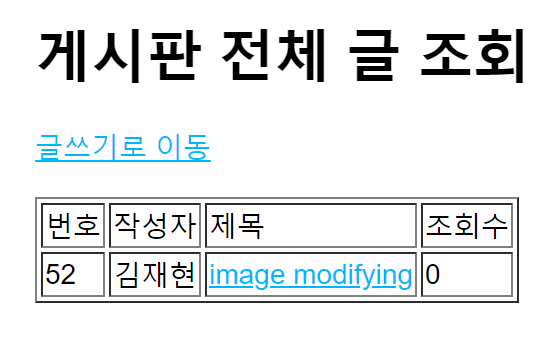 게시판 전체 글 조회
글쓰기로 이동
번호 작성자 제목 조회수
52 김재현 image modifying 0